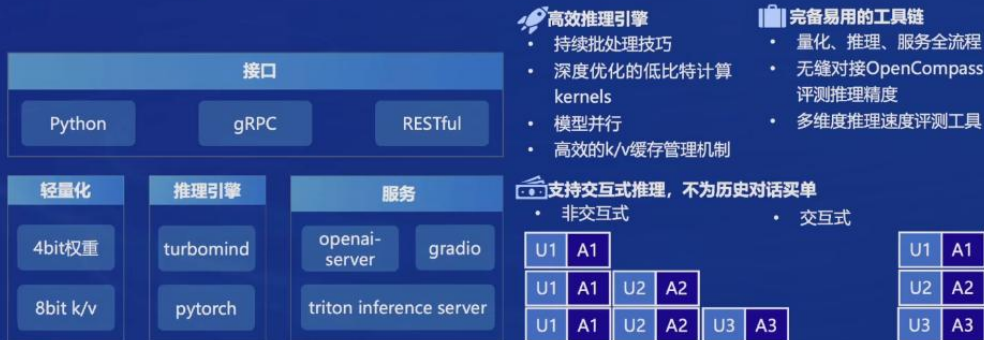 接口
Python gRPC RESTful
轻量化
4bit权重
8bit k/v
推理引擎
turbomind
pytorch
服务
openai-
server
gradio
triton inference server
高效推理引擎
• 持续批处理技巧
• 深度优化的低比特计算
kernels
• 模型并行
• 高效的k/v缓存管理机制
完备易用的工具链
• 量化、推理、服务全流程
• 无缝对接OpenCompass
评测推理精度
• 多维度推理速度评测工具
支持交互式推理，不为历史对话买单
• 非交互式
U1 A1
U1 A1 U2 A2
U1 A1 U2 A2 U3 A3
• 交互式
U1 A1
U2 A2
U3 A3